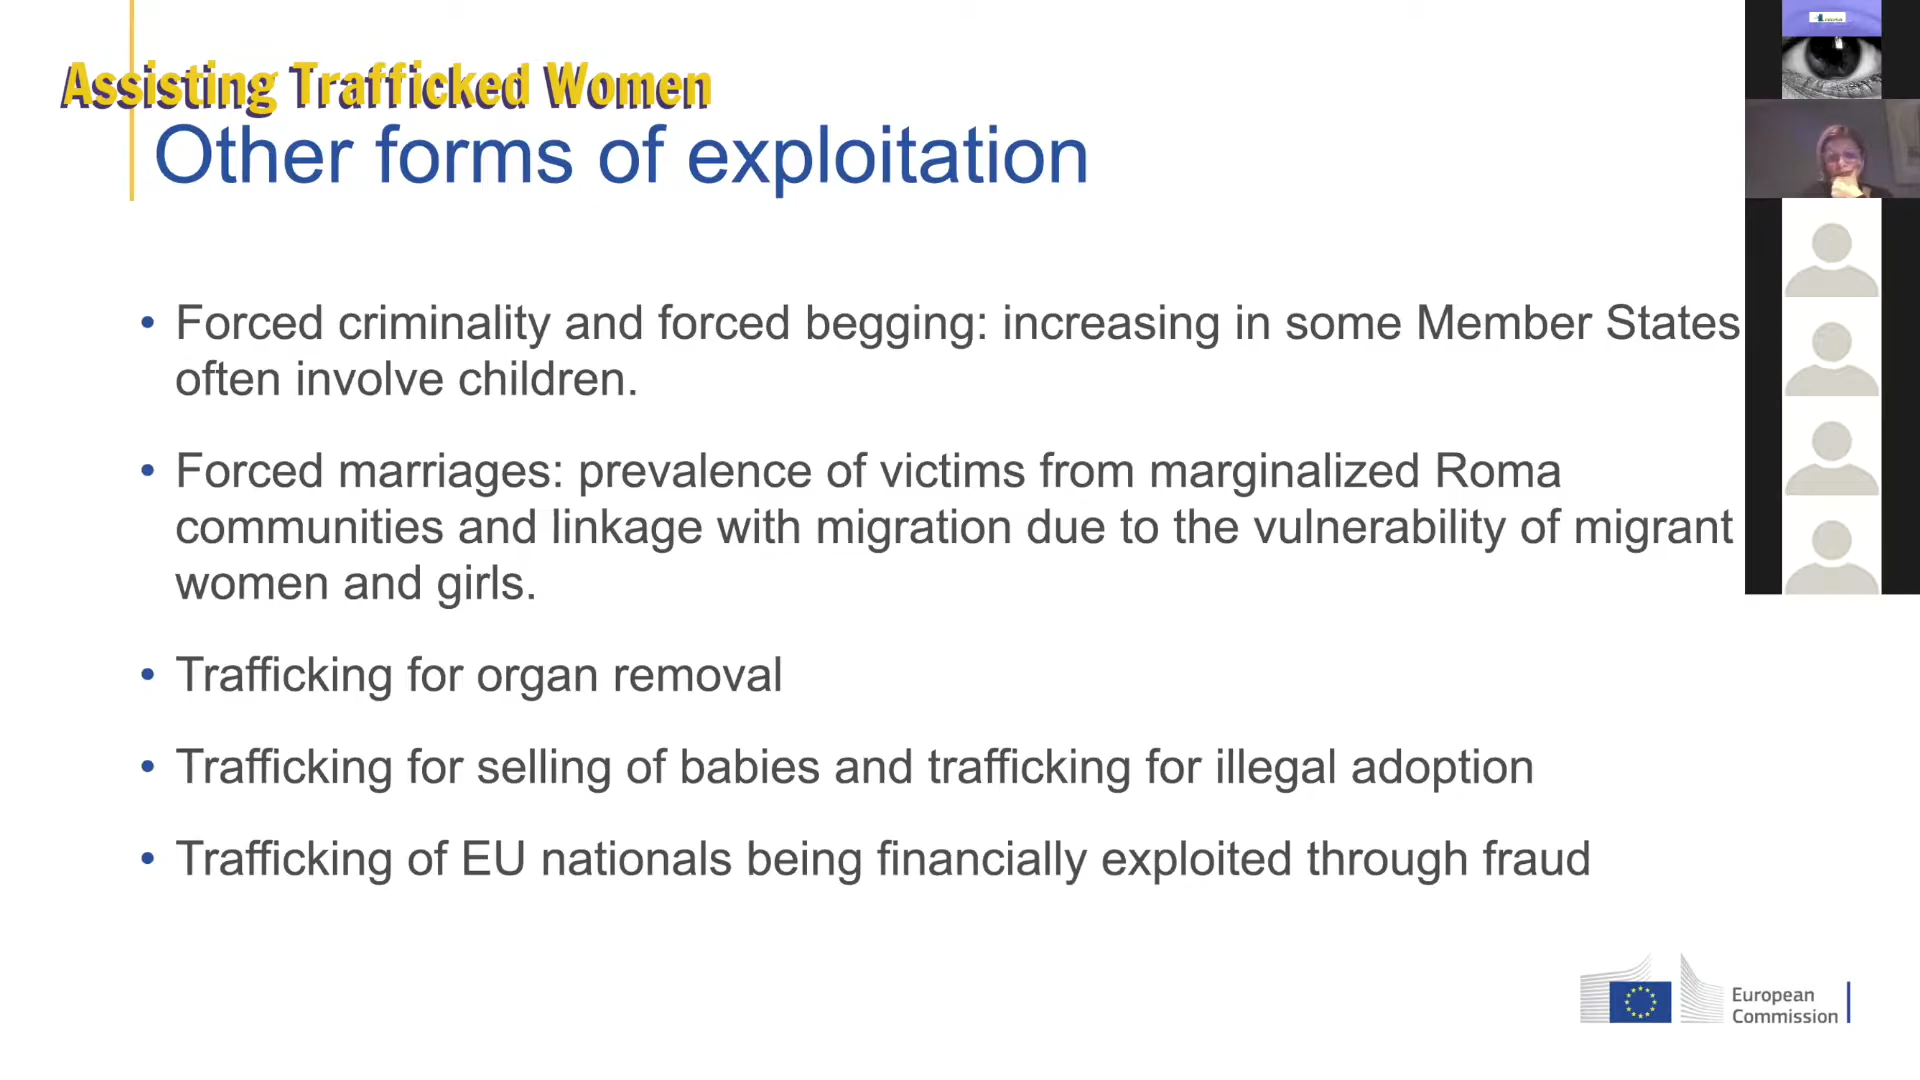 Assisting Trafficked Women
Other forms of exploitation
• Forced criminality and forced begging: increasing in some Member States
often involve children.
• Forced marriages: prevalence of victims from marginalized Roma
communities and linkage with migration due to the vulnerability of migrant
women and girls.
• Trafficking for organ removal
• Trafficking for selling of babies and trafficking for illegal adoption
• Trafficking of EU nationals being financially exploited through fraud
European
Commission